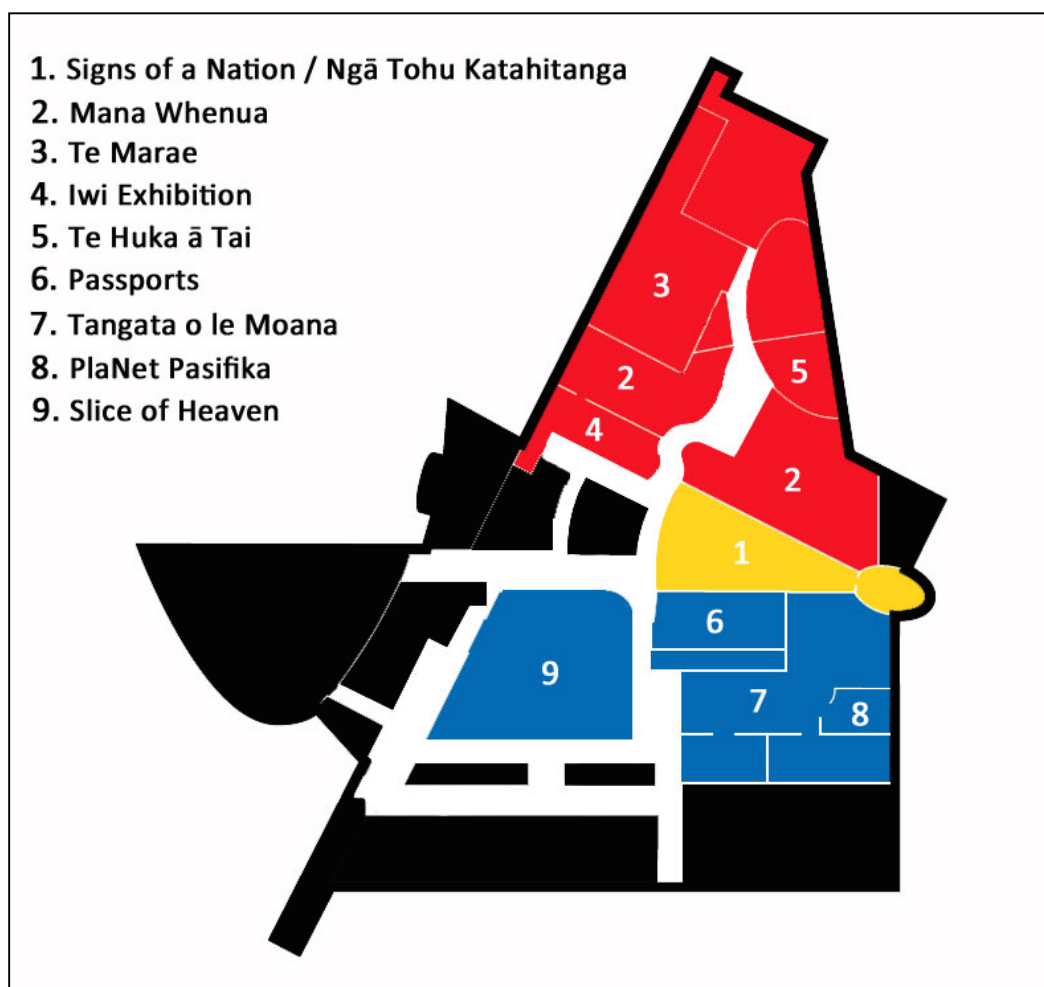 1. Signs of a Nation / Ngā Tohu Katahitanga
2. Mana Whenua
3. Te Marae
4. Iwi Exhibition
5. Te Huka ā Tai
6. Passports
7. Tangata o le Moana
8. PlaNet Pasifika
9. Slice of Heaven
3
5
2
4
2
1
6
9
7
8